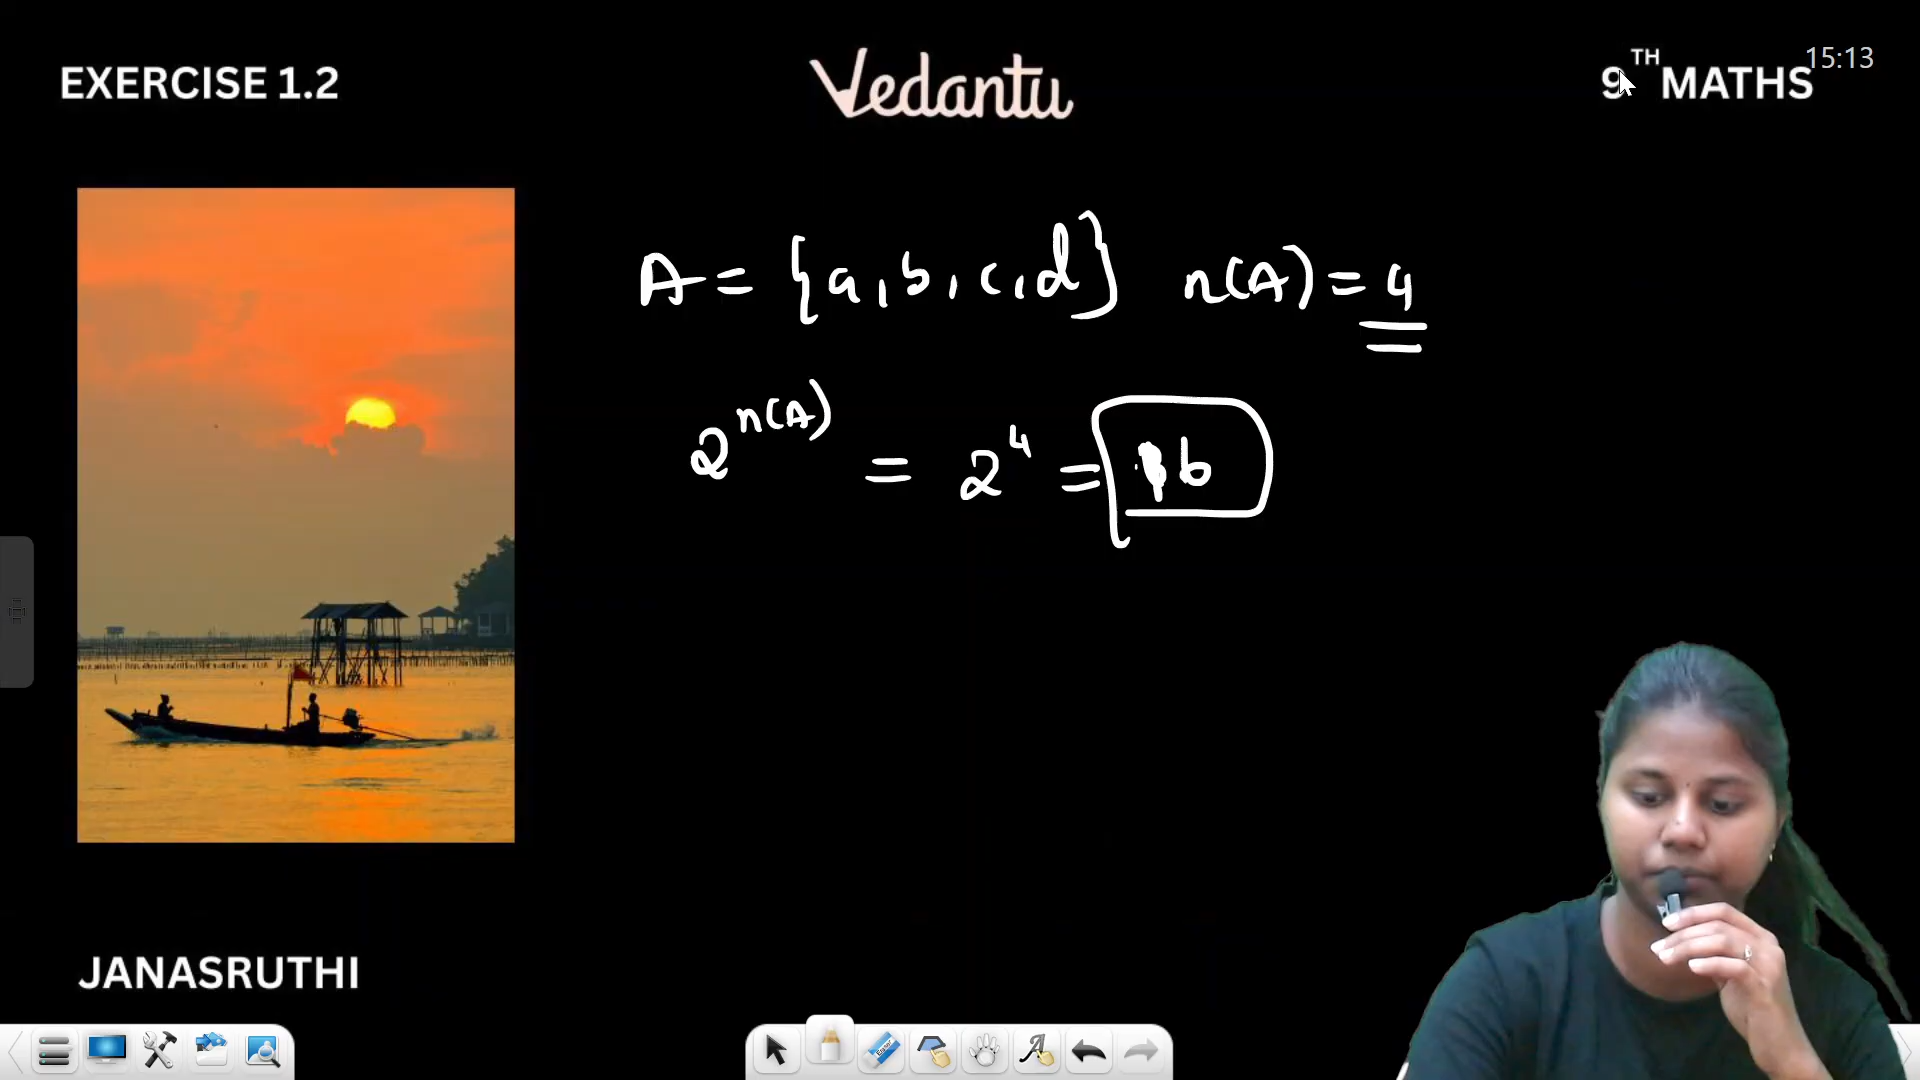 EXERCISE 1.2
Vedantu
9TH MATHS
15:13
A = {a, b, c, d} n(A) = 4
2^n(A) = 2^4 = 16
JANASRUTHI